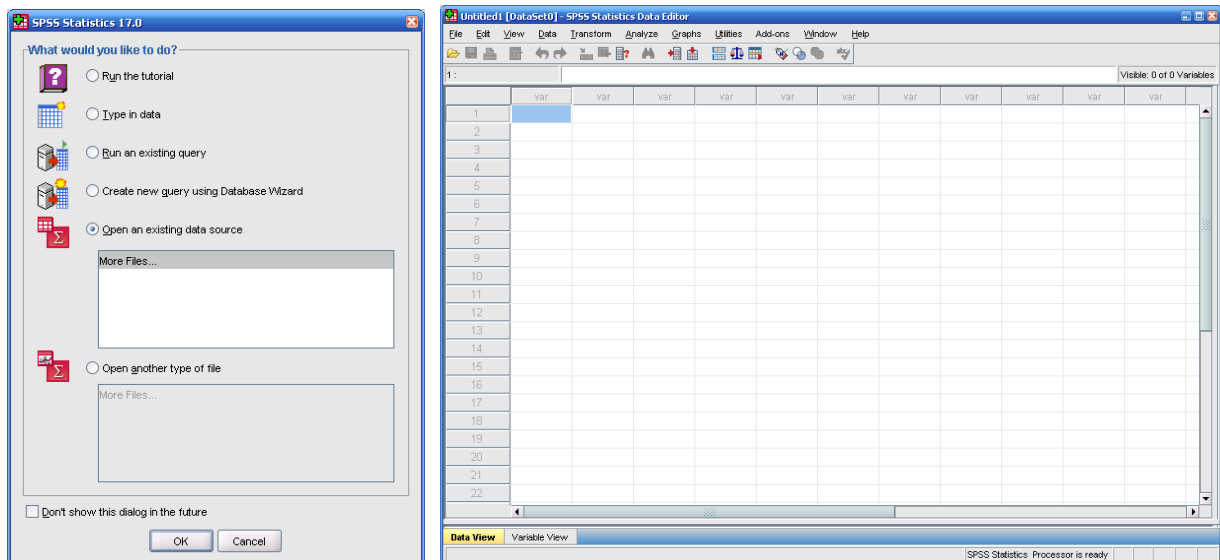 SPSS Statistics 17.0
What would you like to do?
Run the tutorial
Type in data
Run an existing query
Create new query using Database Wizard
Open an existing data source
More Files...
Open another type of file
More Files...
Don't show this dialog in the future
OK Cancel
Untitled1 [DataSet0] - SPSS Statistics Data Editor
File Edit View Data Transform Analyze Graphs Utilities Add-ons Window Help
1 : Visible: 0 of 0 Variables
var var var var var var var var var var var
1
2
3
4
5
6
7
8
9
10
11
12
13
14
15
16
17
18
19
20
21
22
Data View Variable View
SPSS Statistics Processor is ready